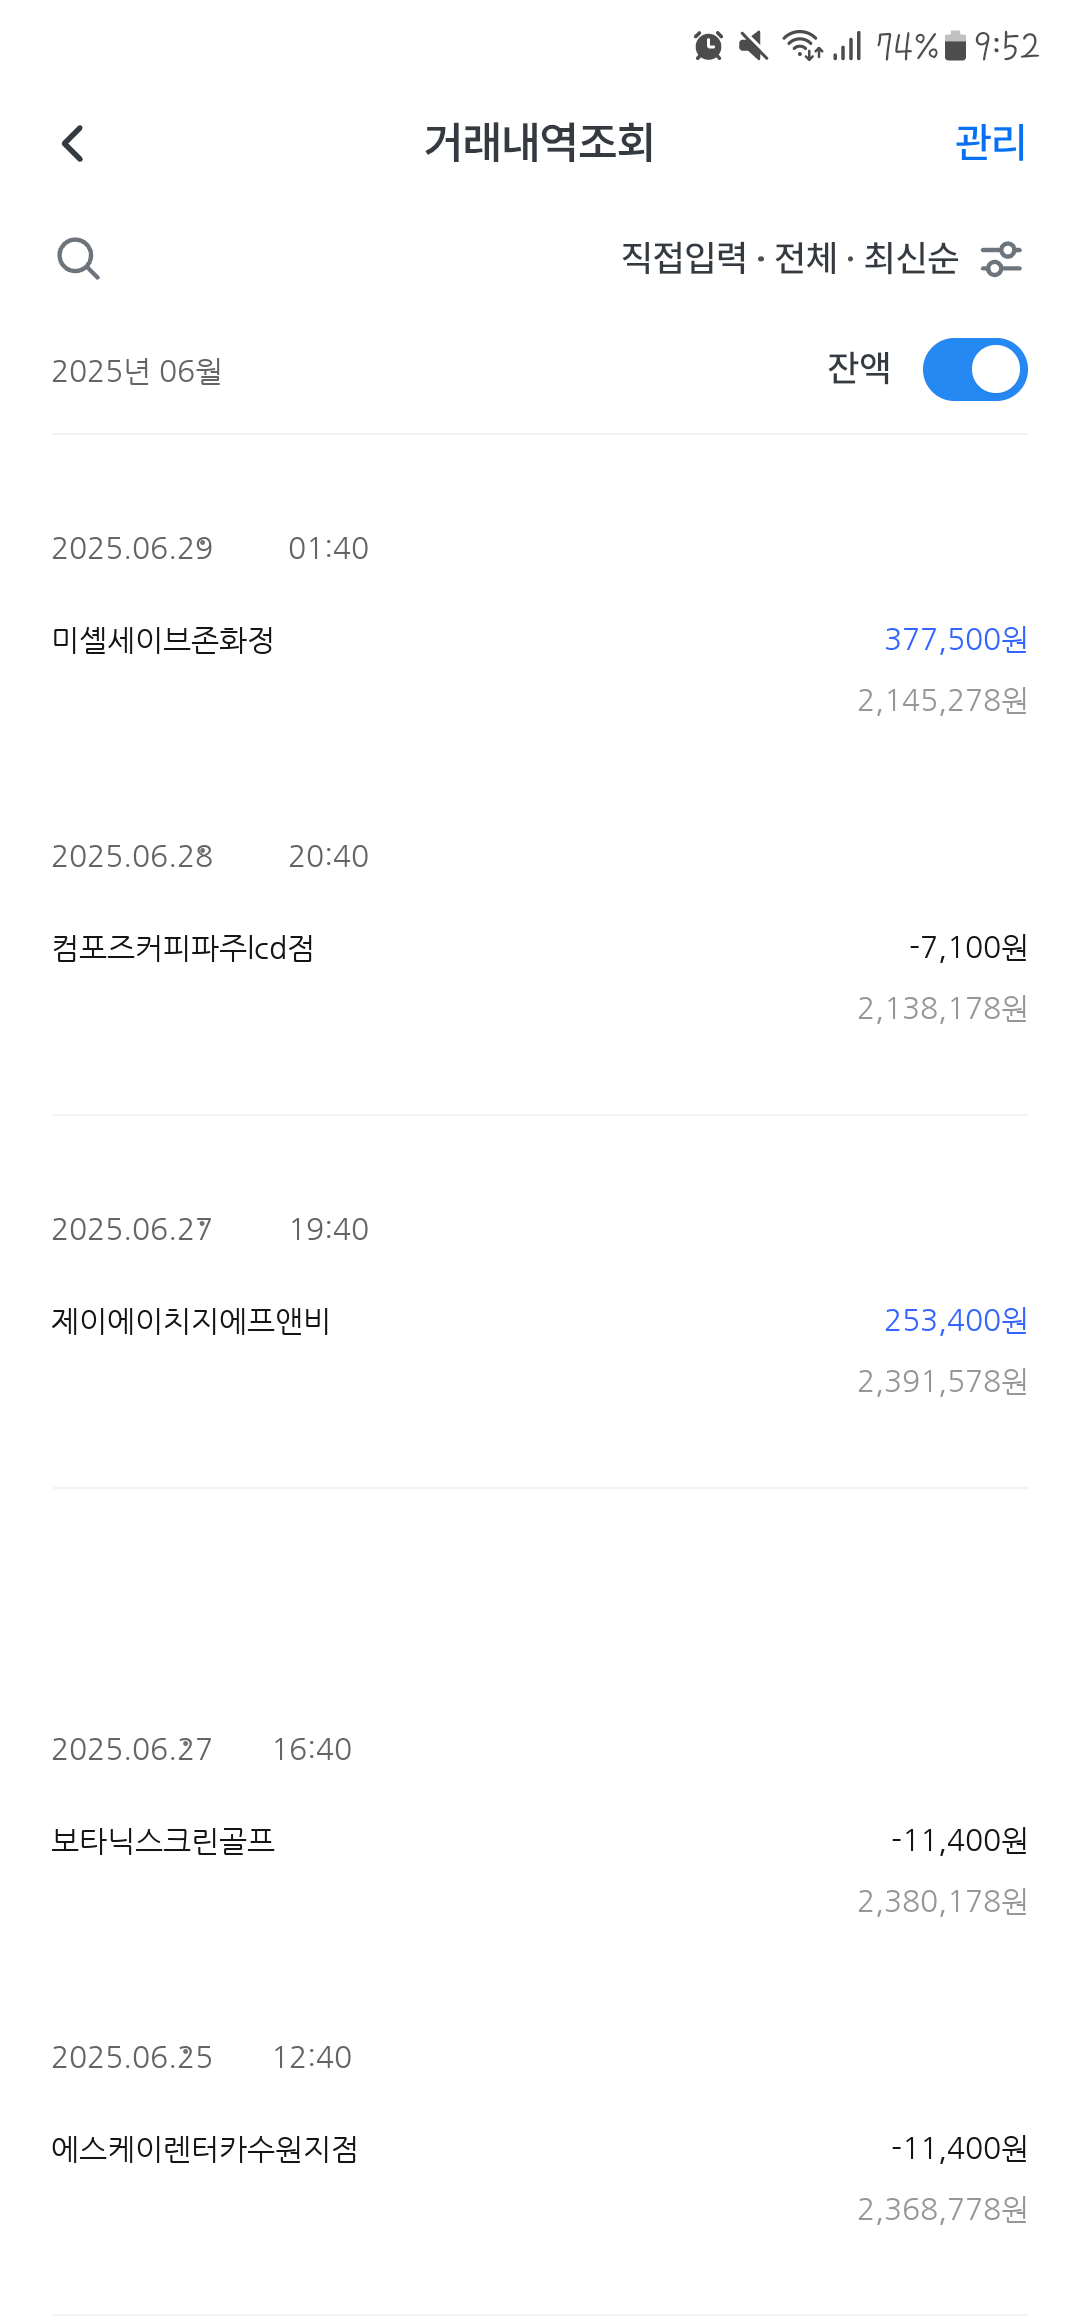 74% 9:52
거래내역조회 관리
직접입력 · 전체 · 최신순
2025년 06월 잔액
2025.06.29 01:40
미셸세이브존화정 377,500원
2,145,278원
2025.06.28 20:40
컴포즈커피파주lcd점 -7,100원
2,138,178원
2025.06.27 19:40
제이에이치지에프앤비 253,400원
2,391,578원
2025.06.27 16:40
보타닉스크린골프 -11,400원
2,380,178원
2025.06.25 12:40
에스케이렌터카수원지점 -11,400원
2,368,778원